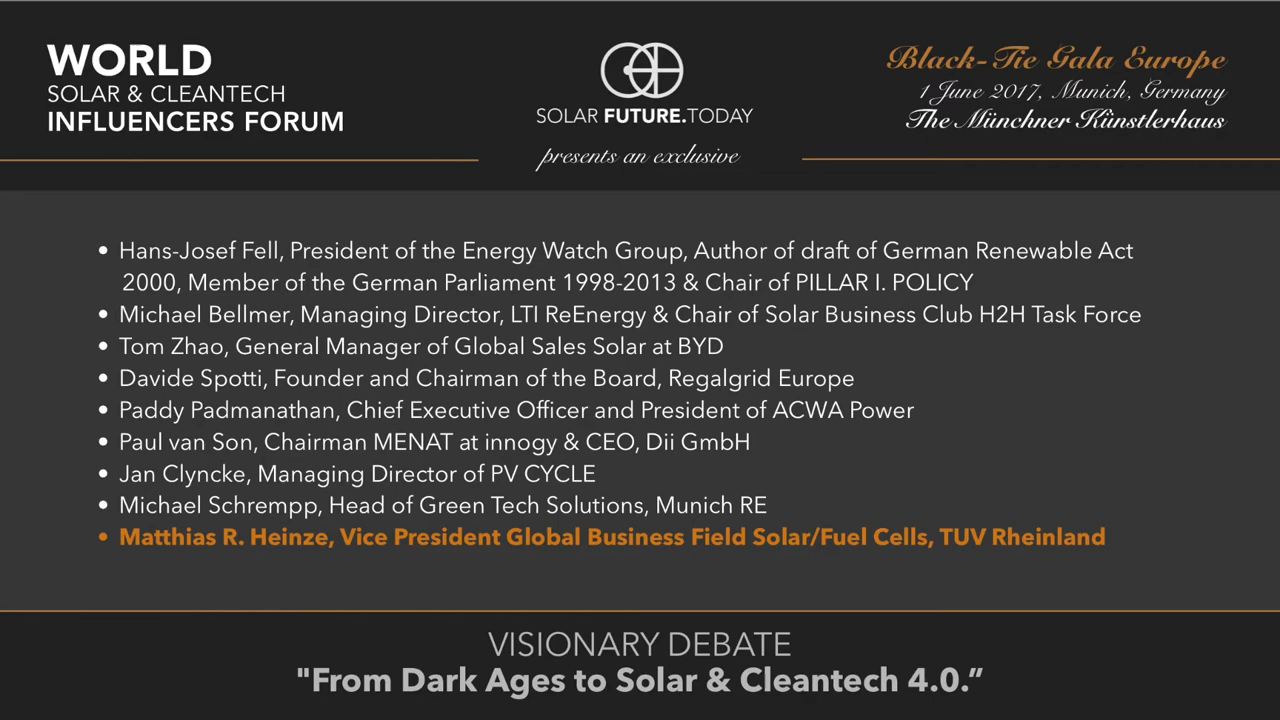 WORLD
SOLAR & CLEANTECH
INFLUENCERS FORUM
SOLAR FUTURE.TODAY
presents an exclusive
Black-Tie Gala Europe
1 June 2017, Munich, Germany
The Münchner Künstlerhaus
• Hans-Josef Fell, President of the Energy Watch Group, Author of draft of German Renewable Act
2000, Member of the German Parliament 1998-2013 & Chair of PILLAR I. POLICY
• Michael Bellmer, Managing Director, LTI ReEnergy & Chair of Solar Business Club H2H Task Force
• Tom Zhao, General Manager of Global Sales Solar at BYD
• Davide Spotti, Founder and Chairman of the Board, Regalgrid Europe
• Paddy Padmanathan, Chief Executive Officer and President of ACWA Power
• Paul van Son, Chairman MENAT at innogy & CEO, Dii GmbH
• Jan Clyncke, Managing Director of PV CYCLE
• Michael Schrempp, Head of Green Tech Solutions, Munich RE
• Matthias R. Heinze, Vice President Global Business Field Solar/Fuel Cells, TUV Rheinland
VISIONARY DEBATE
"From Dark Ages to Solar & Cleantech 4.0.”